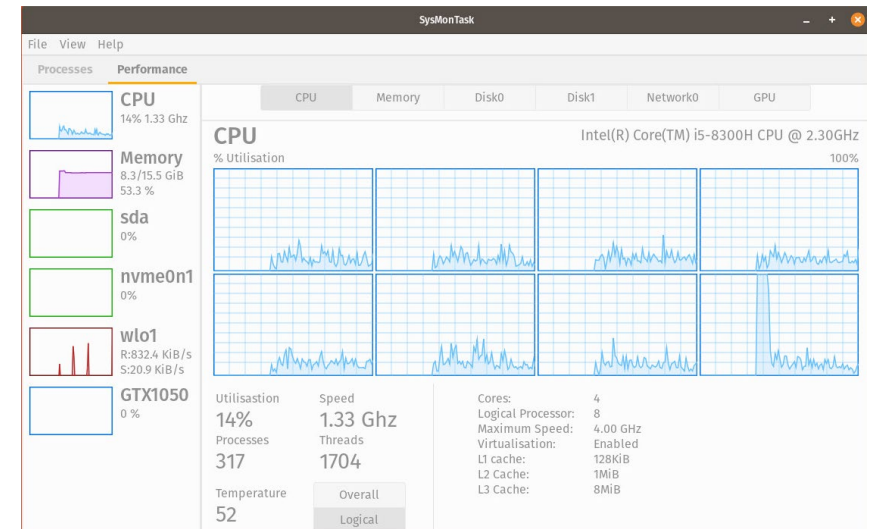 SysMonTask
File View Help
Processes Performance
CPU
14% 1.33 Ghz
Memory
8.3/15.5 GiB
53.3 %
sda
0%
nvme0n1
0%
wlo1
R:832.4 KiB/s
S:20.9 KiB/s
GTX1050
0 %
CPU Memory Disk0 Disk1 Network0 GPU
CPU Intel(R) Core(TM) i5-8300H CPU @ 2.30GHz
% Utilisation 100%
Utilisastion Speed
14% 1.33 Ghz
Processes Threads
317 1704
Temperature
52
Overall
Logical
Cores: 4
Logical Processor: 8
Maximum Speed: 4.00 GHz
Virtualisation: Enabled
L1 cache: 128KiB
L2 Cache: 1MiB
L3 Cache: 8MiB